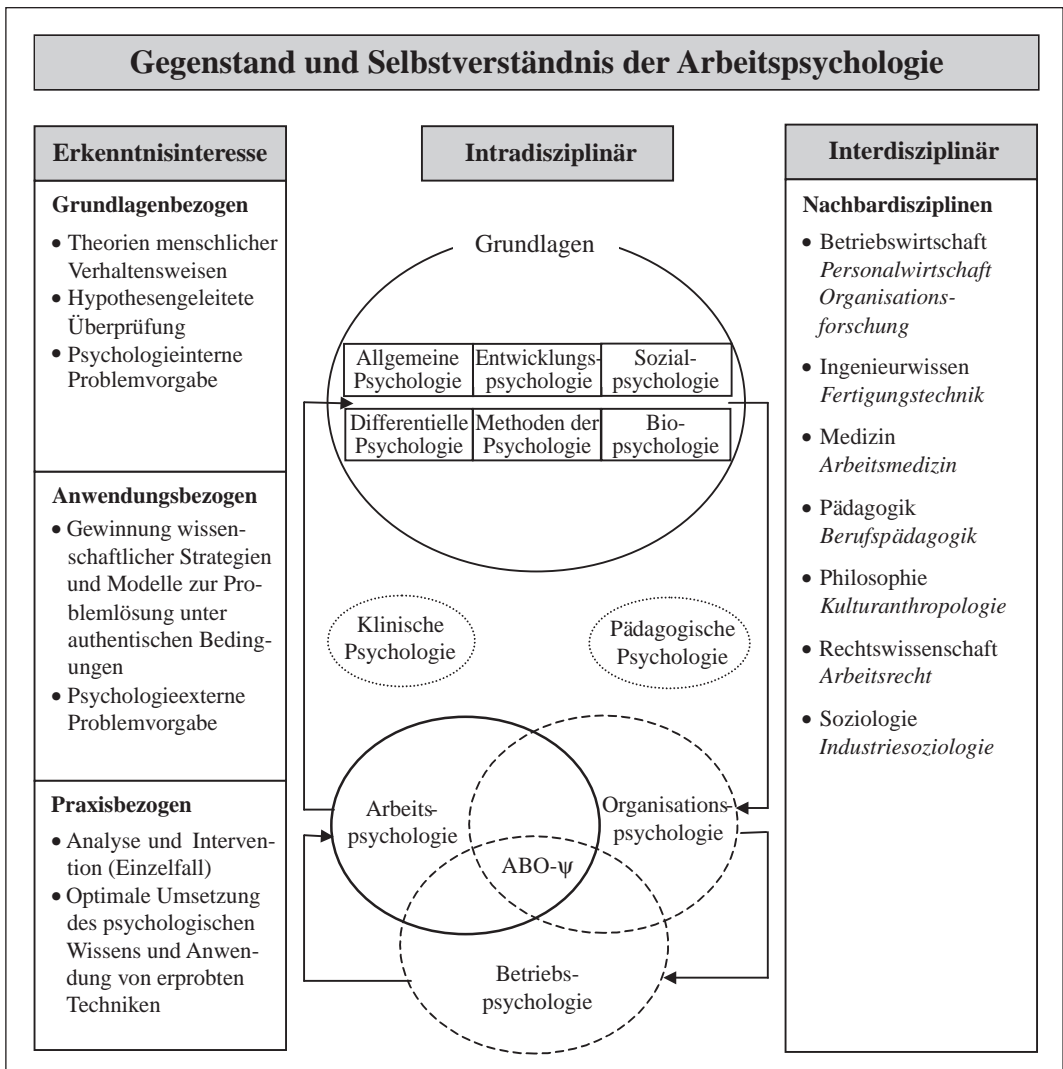 Gegenstand und Selbstverständnis der Arbeitspsychologie
Erkenntnisinteresse
Grundlagenbezogen
• Theorien menschlicher
Verhaltensweisen
• Hypothesengeleitete
Überprüfung
• Psychologieinterne
Problemvorgabe
Anwendungsbezogen
• Gewinnung wissen-
schaftlicher Strategien
und Modelle zur Pro-
blemlösung unter
authentischen Bedin-
gungen
• Psychologieexterne
Problemvorgabe
Praxisbezogen
• Analyse und Interven-
tion (Einzelfall)
• Optimale Umsetzung
des psychologischen
Wissens und Anwen-
dung von erprobten
Techniken
Intradisziplinär
Grundlagen
Allgemeine
Psychologie
Entwicklungs-
psychologie
Sozial-
psychologie
Differentielle
Psychologie
Methoden der
Psychologie
Bio-
psychologie
Klinische
Psychologie
Pädagogische
Psychologie
Arbeits-
psychologie
Organisations-
psychologie
ABO-ψ
Betriebs-
psychologie
Interdisziplinär
Nachbardisziplinen
• Betriebswirtschaft
Personalwirtschaft
Organisations-
forschung
• Ingenieurwissen
Fertigungstechnik
• Medizin
Arbeitsmedizin
• Pädagogik
Berufspädagogik
• Philosophie
Kulturanthropologie
• Rechtswissenschaft
Arbeitsrecht
• Soziologie
Industriesoziologie